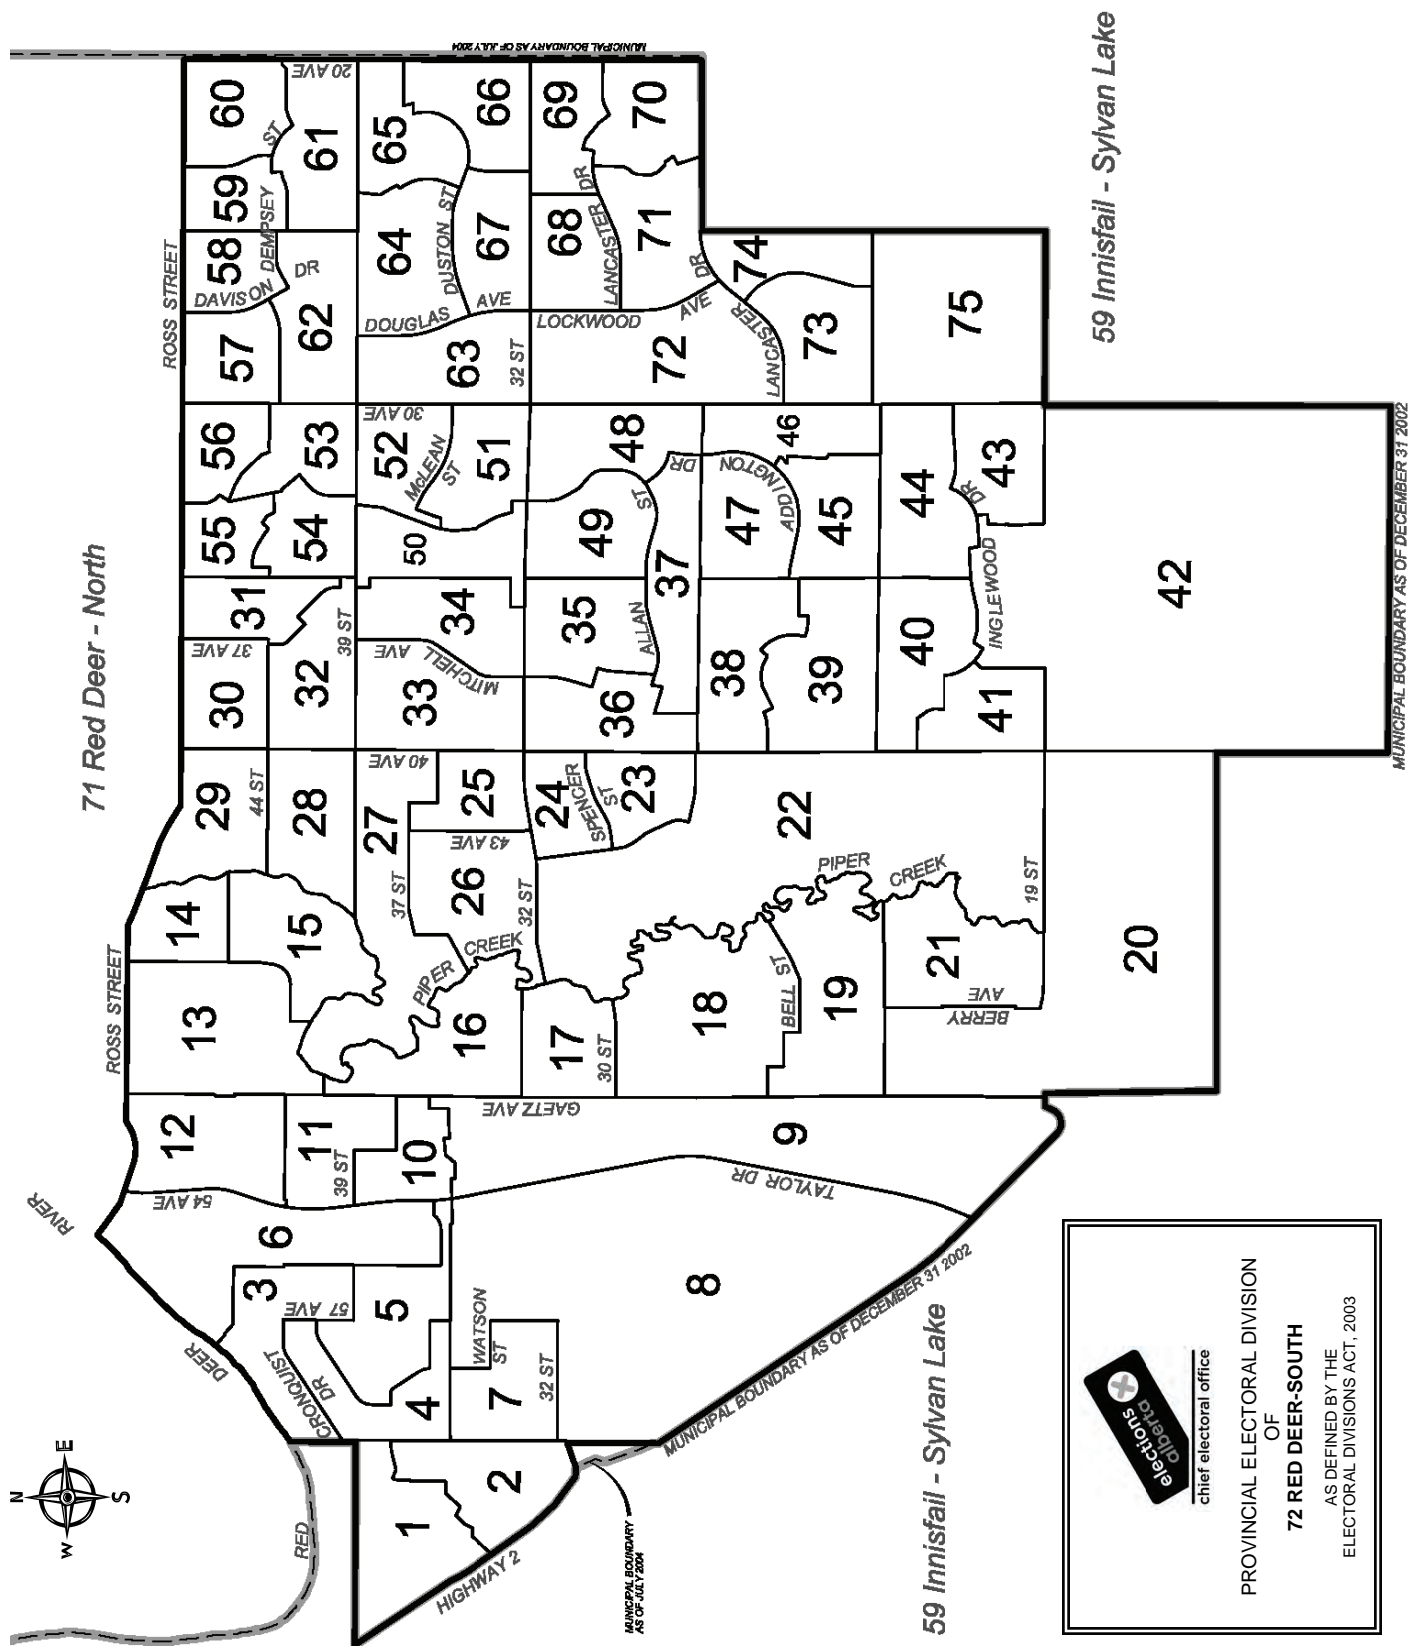 MUNICIPAL BOUNDARY AS OF JULY 2004
71 Red Deer - North
59 Innisfail - Sylvan Lake
59 Innisfail - Sylvan Lake
N
E
S
W
RED
DEER
RIVER
ROSS STREET
ROSS STREET
HIGHWAY 2
MUNICIPAL BOUNDARY
AS OF JULY 2004
MUNICIPAL BOUNDARY AS OF DECEMBER 31 2002
MUNICIPAL BOUNDARY AS OF DECEMBER 31 2002
CRONQUIST
DR
57 AVE
54 AVE
39 ST
WATSON
ST
32 ST
TAYLOR DR
GAETZ AVE
30 ST
PIPER
CREEK
37 ST
32 ST
43 AVE
40 AVE
44 ST
BELL ST
PIPER
CREEK
BERRY
AVE
19 ST
SPENCER
ST
37 AVE
39 ST
MITCHELL
AVE
ALLAN
ST
DR
ADDINGTON
INGLEWOOD
DR
McLEAN
ST
30 AVE
32 ST
DAVISON
DR
DEMPSEY
ST
20 AVE
DOUGLAS
AVE
DUSTON ST
LOCKWOOD
AVE
LANCASTER
DR
LANCASTER
DR
1
2
3
4
5
6
7
8
9
10
11
12
13
14
15
16
17
18
19
20
21
22
23
24
25
26
27
28
29
30
31
32
33
34
35
36
37
38
39
40
41
42
43
44
45
46
47
48
49
50
51
52
53
54
55
56
57
58
59
60
61
62
63
64
65
66
67
68
69
70
71
72
73
74
75
elections
alberta
chief electoral office
PROVINCIAL ELECTORAL DIVISION
OF
72 RED DEER-SOUTH
AS DEFINED BY THE
ELECTORAL DIVISIONS ACT, 2003